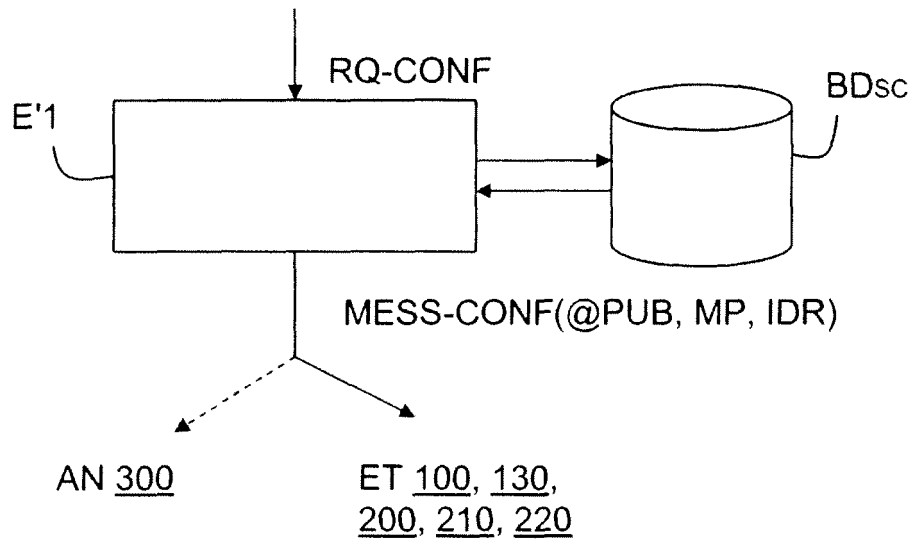 RQ-CONF
BDSC
E'1
MESS-CONF(@PUB, MP, IDR)
AN 300
ET 100, 130,
200, 210, 220